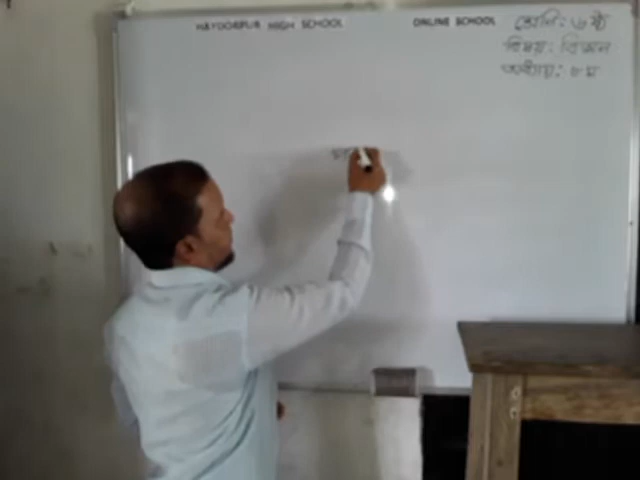 HAYDORPUR HIGH SCHOOL
ONLINE SCHOOL
শ্রেণি: ৬ষ্ঠ
বিষয়: বিজ্ঞান
অধ্যায়: ৮ম